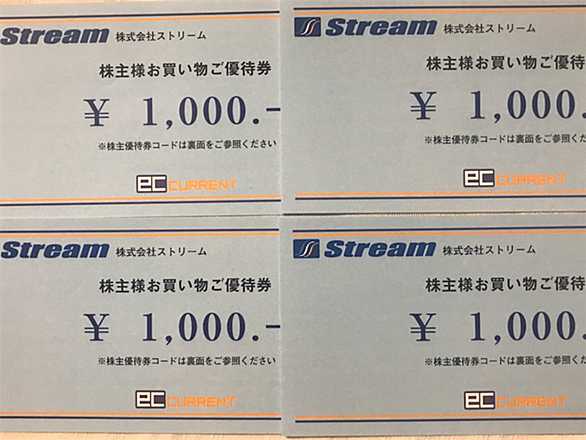 Stream 株式会社ストリーム
株主様お買い物ご優待券
¥ 1,000.-
※株主優待券コードは裏面をご参照ください
ec CURRENT
Stream 株式会社ストリーム
株主様お買い物ご優待
¥ 1,000.
※株主優待券コードは裏面をご参照くだ
ec CURRENT
Stream 株式会社ストリーム
株主様お買い物ご優待券
¥ 1,000.-
※株主優待券コードは裏面をご参照ください
ec CURRENT
Stream 株式会社ストリーム
株主様お買い物ご優待
¥ 1,000.
※株主優待券コードは裏面をご参照くだ
ec CURRENT